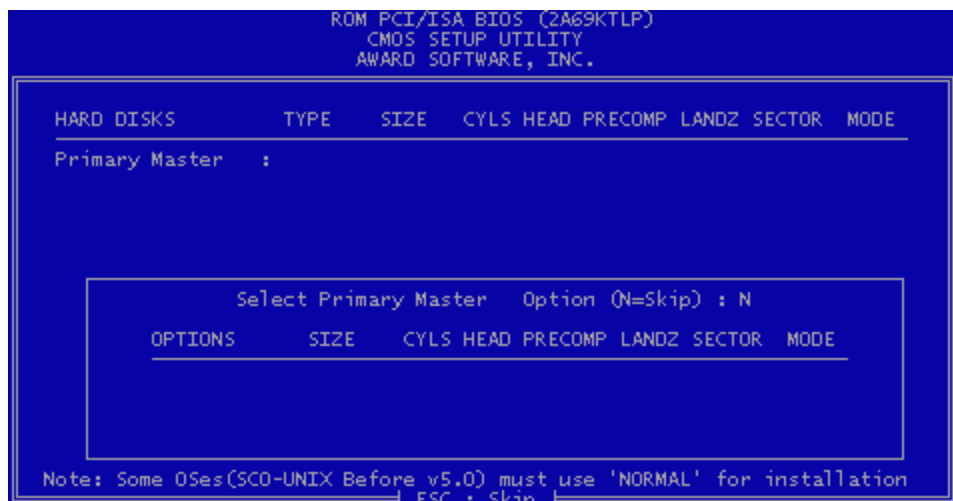 ROM PCI/ISA BIOS (2A69KTLP)
CMOS SETUP UTILITY
AWARD SOFTWARE, INC.
HARD DISKS TYPE SIZE CYLS HEAD PRECOMP LANDZ SECTOR MODE
Primary Master :
Select Primary Master Option (N=Skip) : N
OPTIONS SIZE CYLS HEAD PRECOMP LANDZ SECTOR MODE
Note: Some OSes(SCO-UNIX Before v5.0) must use 'NORMAL' for installation
ESC : Skip